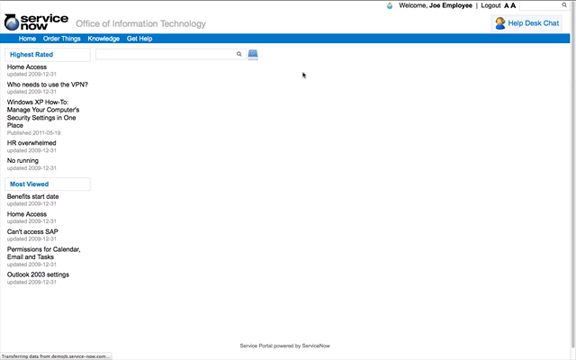 service now
Office of Information Technology
Welcome, Joe Employee | Logout A A
Help Desk Chat
Home Order Things Knowledge Get Help
Highest Rated
Home Access
updated 2009-12-31
Who needs to use the VPN?
updated 2009-12-31
Windows XP How-To:
Manage Your Computer's
Security Settings in One
Place
Published 2011-05-19
HR overwhelmed
updated 2009-12-31
No running
updated 2009-12-31
Most Viewed
Benefits start date
updated 2009-12-31
Home Access
updated 2009-12-31
Can't access SAP
updated 2009-12-31
Permissions for Calendar,
Email and Tasks
updated 2009-12-31
Outlook 2003 settings
updated 2009-12-31
Service Portal powered by ServiceNow
Transferring data from demojb.service-now.com...